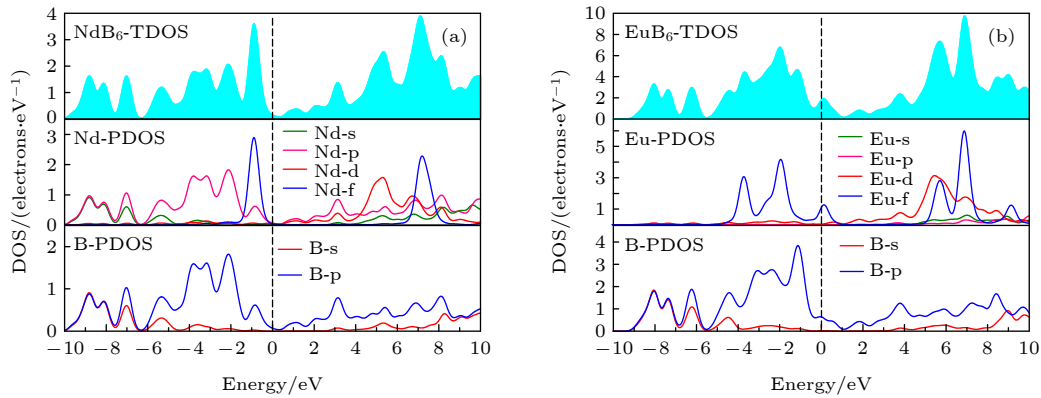 NdB₆-TDOS
(a)
4
3
2
1
0
Nd-PDOS
Nd-s
Nd-p
Nd-d
Nd-f
3
2
1
0
B-PDOS
B-s
B-p
2
1
0
−10 −8 −6 −4 −2 0 2 4 6 8 10
Energy/eV
DOS/(electrons·eV⁻¹)
EuB₆-TDOS
(b)
10
8
6
4
2
0
Eu-PDOS
Eu-s
Eu-p
Eu-d
Eu-f
5
3
1
B-PDOS
B-s
B-p
4
3
2
1
0
−10 −8 −6 −4 −2 0 2 4 6 8 10
Energy/eV
DOS/(electrons·eV⁻¹)